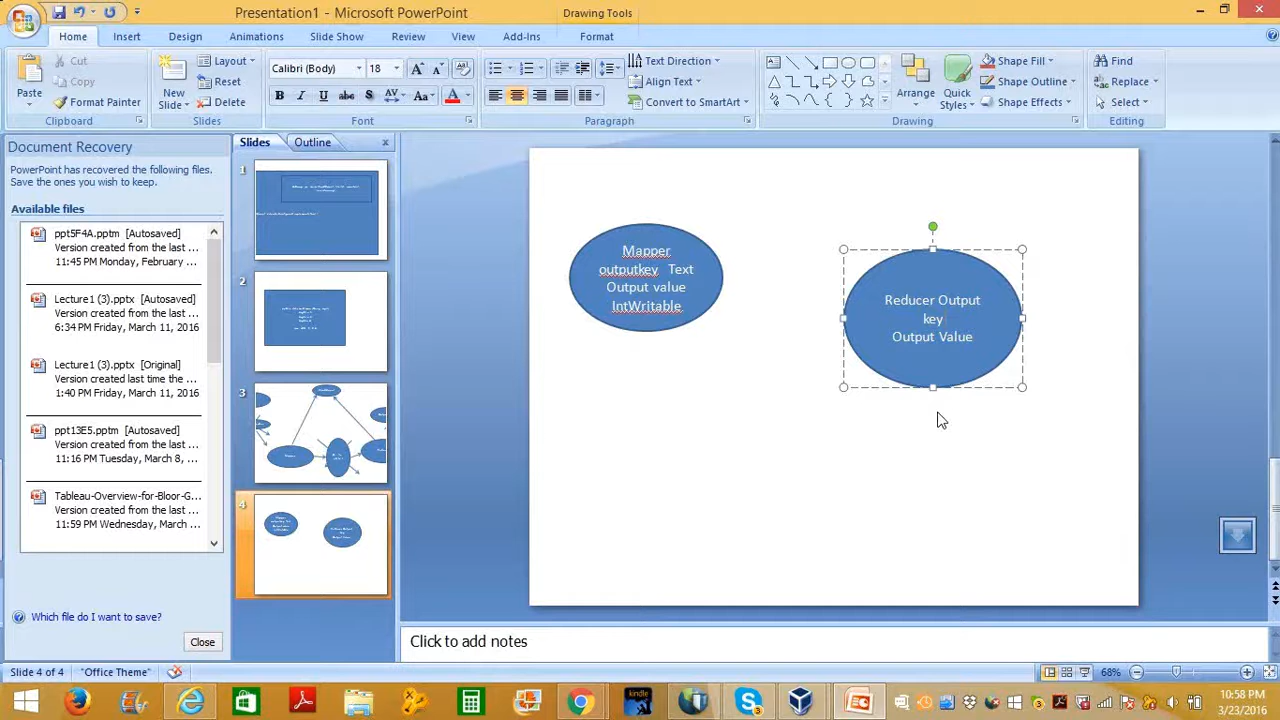 Presentation1 - Microsoft PowerPoint
Drawing Tools
Home Insert Design Animations Slide Show Review View Add-Ins Format
Paste
Cut
Copy
Format Painter
Clipboard
New Slide
Layout
Reset
Delete
Slides
Calibri (Body) 18
B I U abc S AV Aa A
Font
Text Direction
Align Text
Convert to SmartArt
Paragraph
Arrange
Quick Styles
Shape Fill
Shape Outline
Shape Effects
Drawing
Find
Replace
Select
Editing
Document Recovery
PowerPoint has recovered the following files.
Save the ones you wish to keep.
Available files
ppt5F4A.pptm [Autosaved]
Version created from the last ...
11:45 PM Monday, February ...
Lecture1 (3).pptx [Autosaved]
Version created from the last ...
6:34 PM Friday, March 11, 2016
Lecture1 (3).pptx [Original]
Version created last time the ...
1:40 PM Friday, March 11, 2016
ppt13E5.pptm [Autosaved]
Version created from the last ...
11:16 PM Tuesday, March 8, ...
Tableau-Overview-for-Bloor-G...
Version created from the last ...
11:59 PM Wednesday, March ...
Which file do I want to save?
Close
Slides Outline
1
2
3
4
Mapper
outputkey Text
Output value
IntWritable
Reducer Output
key
Output Value
Click to add notes
Slide 4 of 4
"Office Theme"
68%
kindle
10:58 PM
3/23/2016